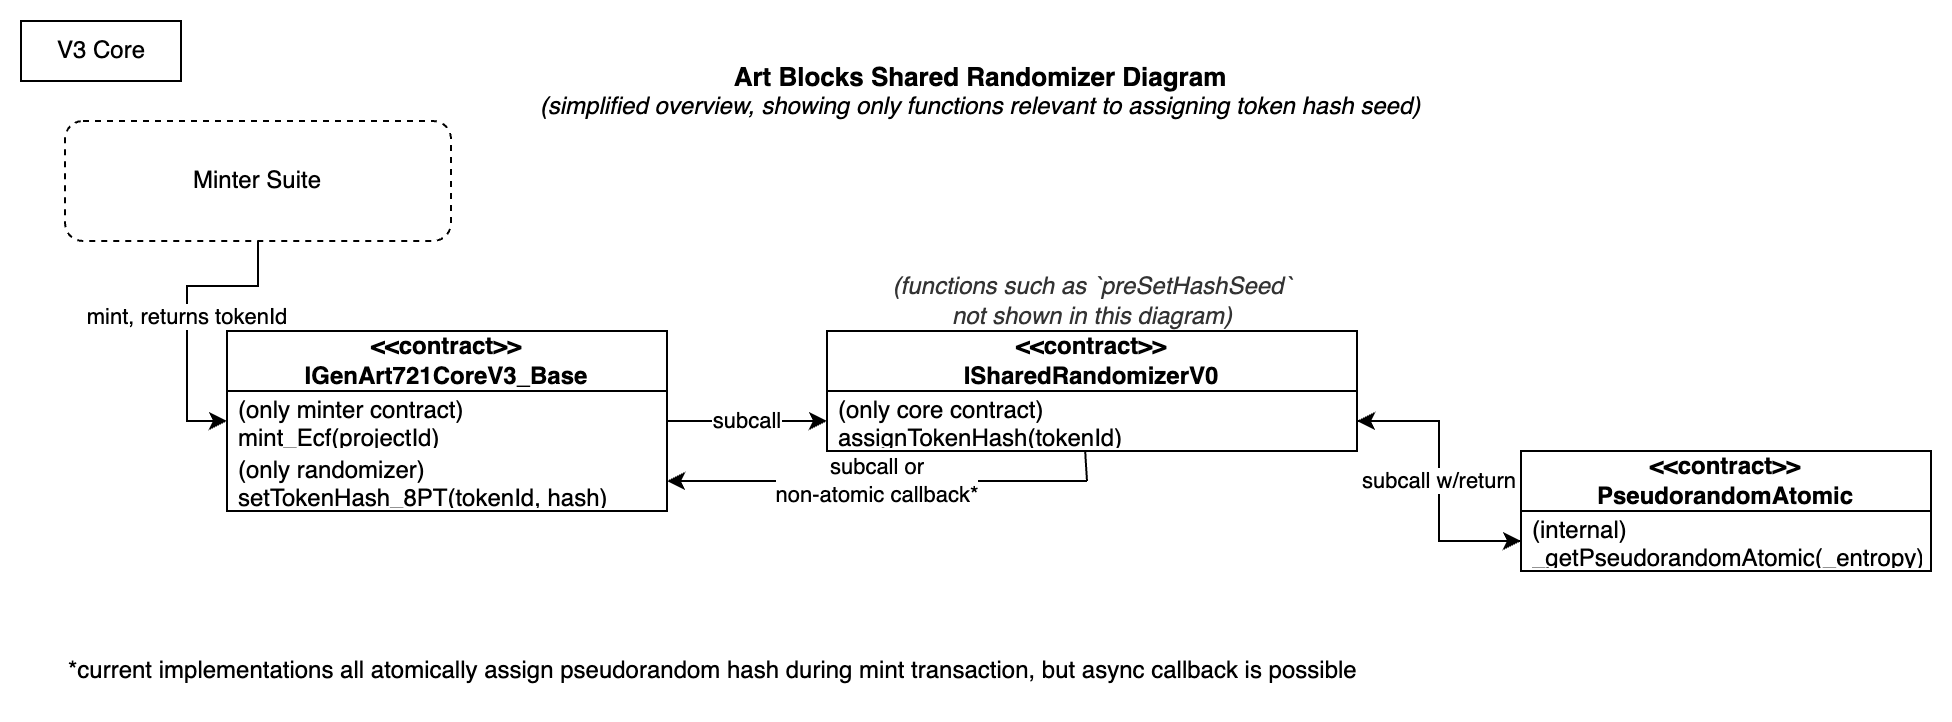 V3 Core
Art Blocks Shared Randomizer Diagram
(simplified overview, showing only functions relevant to assigning token hash seed)
Minter Suite
mint, returns tokenId
<<contract>>
IGenArt721CoreV3_Base
(only minter contract)
mint_Ecf(projectId)
(only randomizer)
setTokenHash_8PT(tokenId, hash)
subcall
(functions such as `preSetHashSeed`
not shown in this diagram)
<<contract>>
ISharedRandomizerV0
(only core contract)
assignTokenHash(tokenId)
subcall or
non-atomic callback*
subcall w/return
<<contract>>
PseudorandomAtomic
(internal)
_getPseudorandomAtomic(_entropy)
*current implementations all atomically assign pseudorandom hash during mint transaction, but async callback is possible